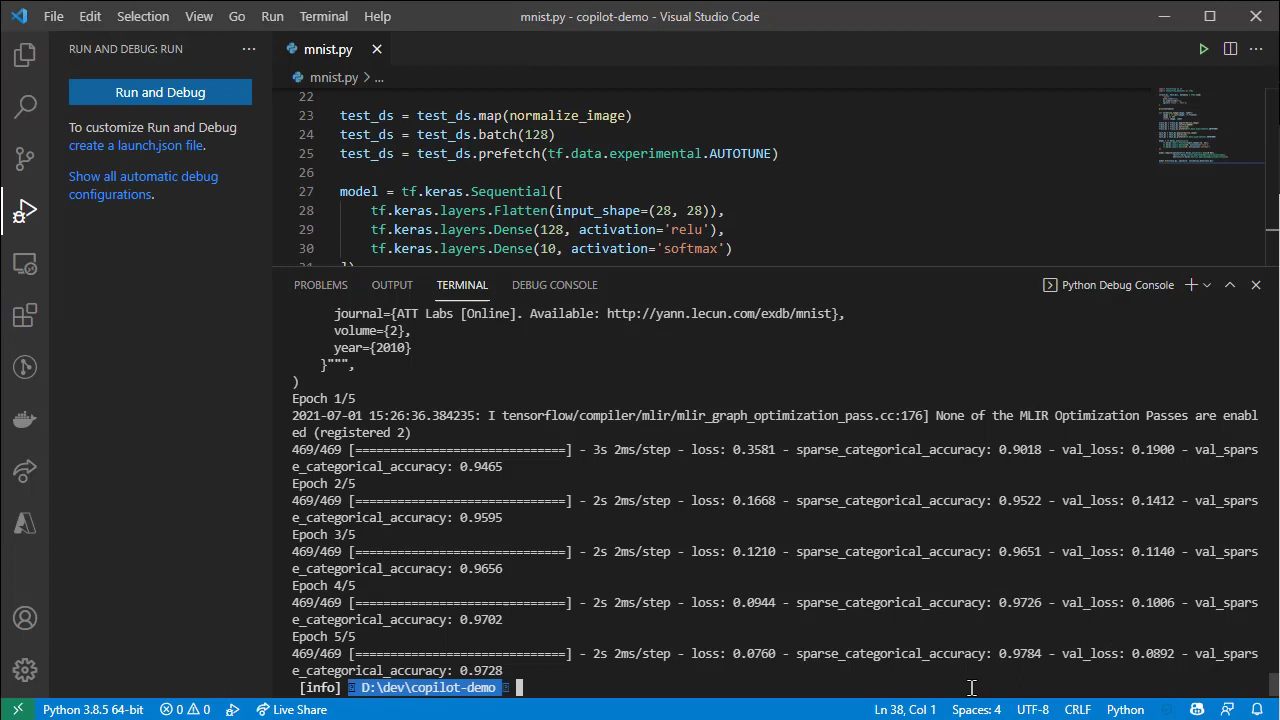 File Edit Selection View Go Run Terminal Help
mnist.py - copilot-demo - Visual Studio Code
RUN AND DEBUG: RUN
Run and Debug
To customize Run and Debug
create a launch.json file.
Show all automatic debug
configurations.
mnist.py
mnist.py > ...
22
23 test_ds = test_ds.map(normalize_image)
24 test_ds = test_ds.batch(128)
25 test_ds = test_ds.prefetch(tf.data.experimental.AUTOTUNE)
26
27 model = tf.keras.Sequential([
28     tf.keras.layers.Flatten(input_shape=(28, 28)),
29     tf.keras.layers.Dense(128, activation='relu'),
30     tf.keras.layers.Dense(10, activation='softmax')
31 ])
PROBLEMS OUTPUT TERMINAL DEBUG CONSOLE
Python Debug Console
journal={ATT Labs [Online]. Available: http://yann.lecun.com/exdb/mnist},
volume={2},
year={2010}
}""",
)
Epoch 1/5
2021-07-01 15:26:36.384235: I tensorflow/compiler/mlir/mlir_graph_optimization_pass.cc:176] None of the MLIR Optimization Passes are enabl
ed (registered 2)
469/469 [==============================] - 3s 2ms/step - loss: 0.3581 - sparse_categorical_accuracy: 0.9018 - val_loss: 0.1900 - val_spars
e_categorical_accuracy: 0.9465
Epoch 2/5
469/469 [==============================] - 2s 2ms/step - loss: 0.1668 - sparse_categorical_accuracy: 0.9522 - val_loss: 0.1412 - val_spars
e_categorical_accuracy: 0.9595
Epoch 3/5
469/469 [==============================] - 2s 2ms/step - loss: 0.1210 - sparse_categorical_accuracy: 0.9651 - val_loss: 0.1140 - val_spars
e_categorical_accuracy: 0.9656
Epoch 4/5
469/469 [==============================] - 2s 2ms/step - loss: 0.0944 - sparse_categorical_accuracy: 0.9726 - val_loss: 0.1006 - val_spars
e_categorical_accuracy: 0.9702
Epoch 5/5
469/469 [==============================] - 2s 2ms/step - loss: 0.0760 - sparse_categorical_accuracy: 0.9784 - val_loss: 0.0892 - val_spars
e_categorical_accuracy: 0.9728
[info] D:\dev\copilot-demo
Python 3.8.5 64-bit 0 0 Live Share
Ln 38, Col 1 Spaces: 4 UTF-8 CRLF Python